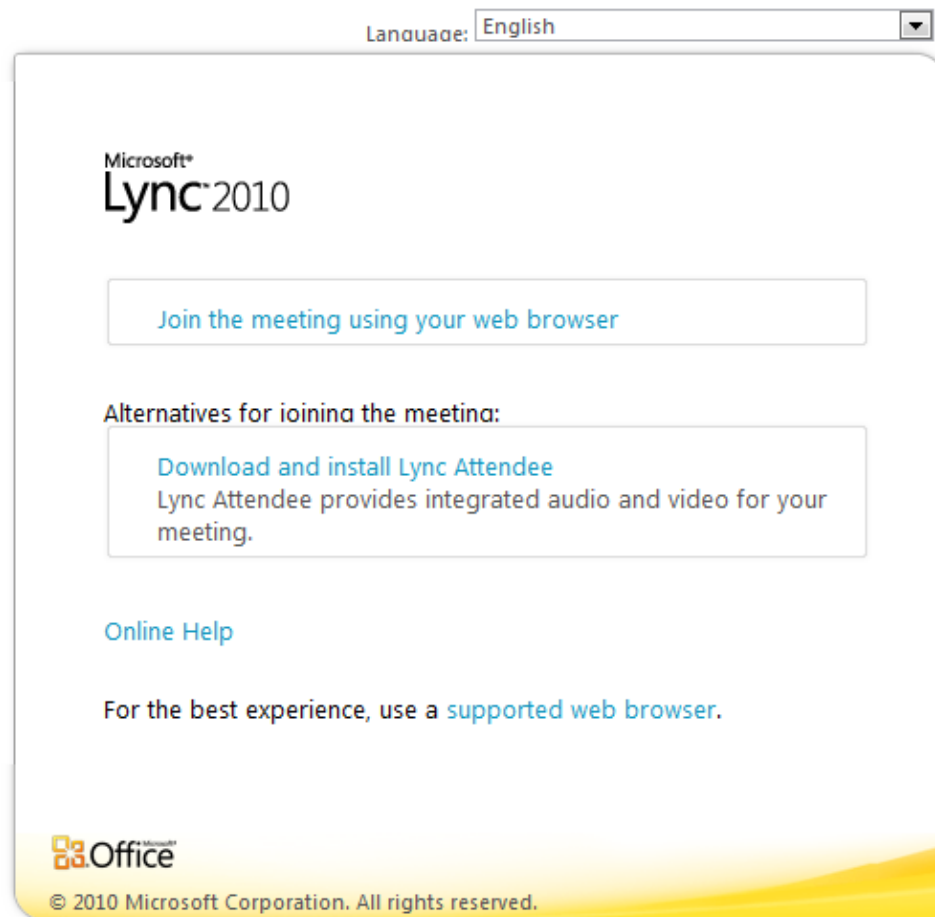 Language: English
Microsoft®
Lync™ 2010
Join the meeting using your web browser
Alternatives for joining the meeting:
Download and install Lync Attendee
Lync Attendee provides integrated audio and video for your
meeting.
Online Help
For the best experience, use a supported web browser.
Microsoft®
Office
© 2010 Microsoft Corporation. All rights reserved.